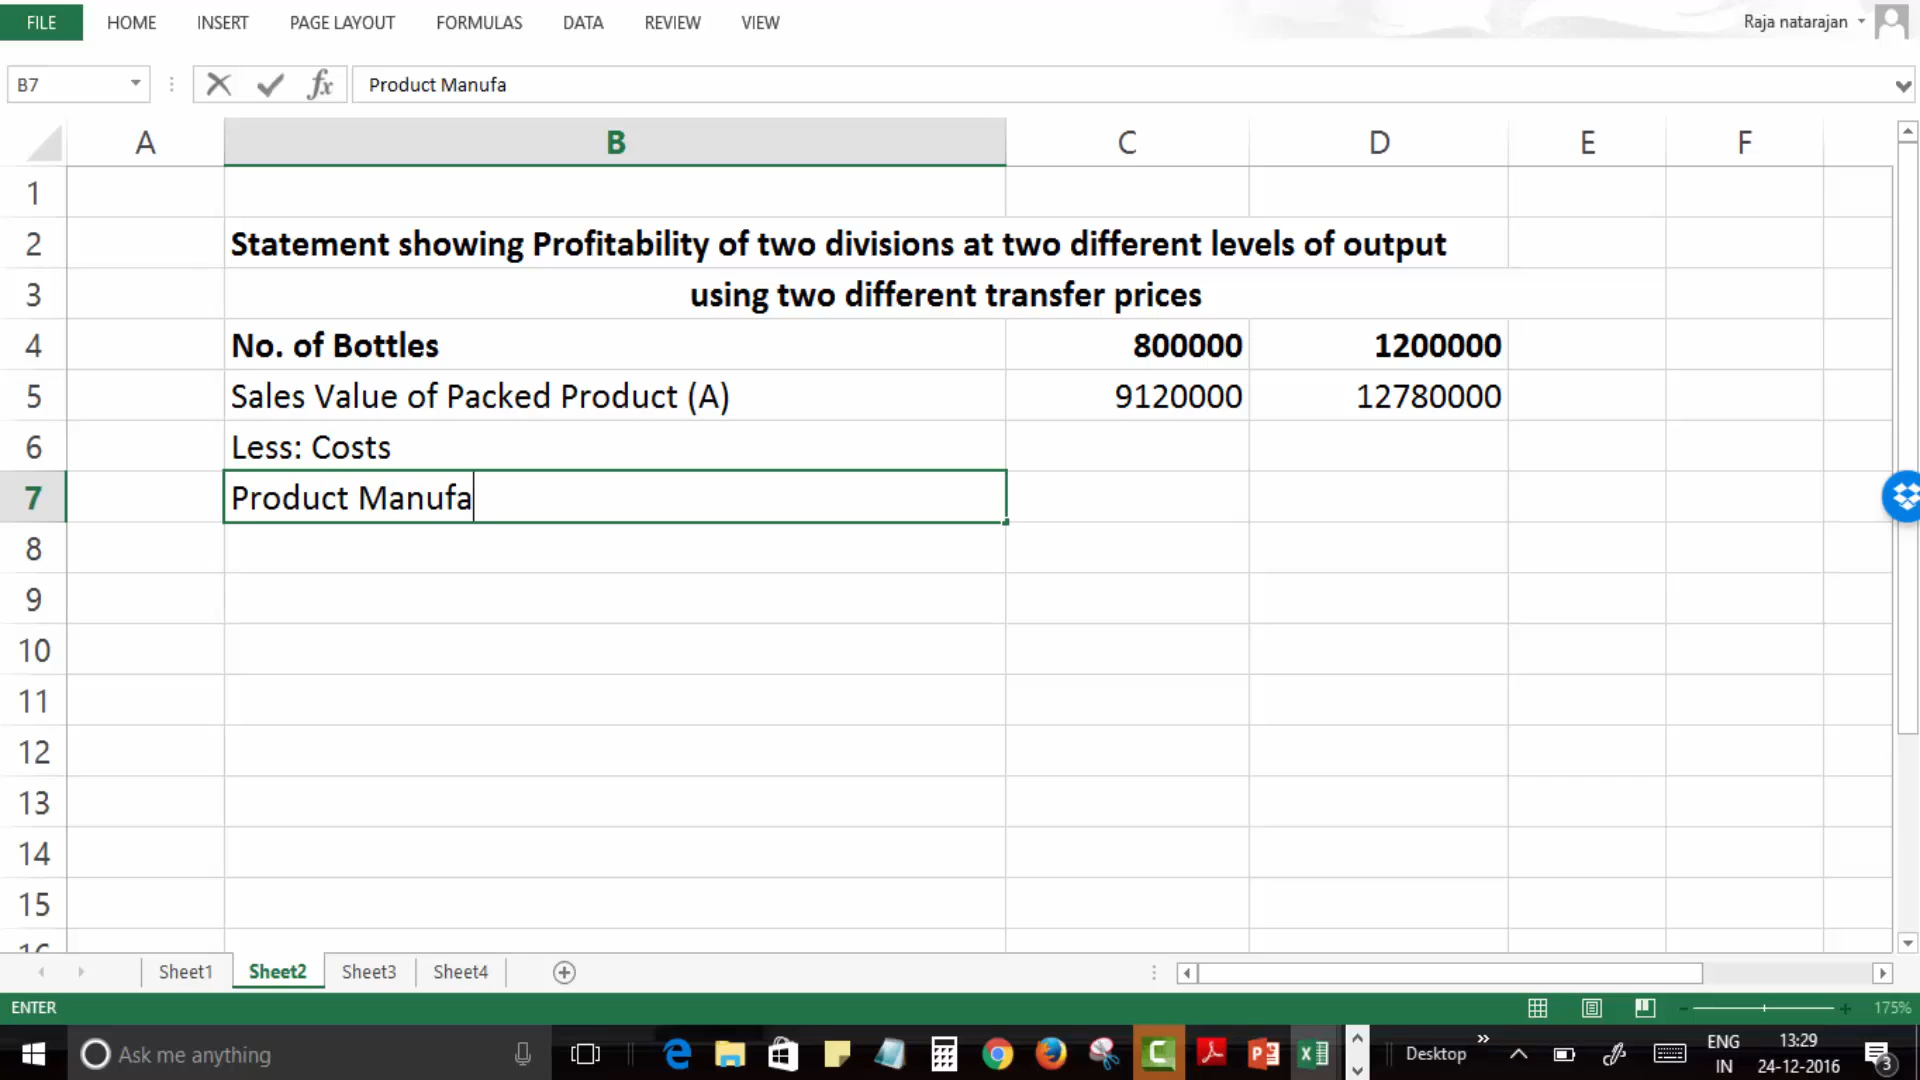 FILE HOME INSERT PAGE LAYOUT FORMULAS DATA REVIEW VIEW Raja natarajan
B7 fx Product Manufa
A B C D E F
1
2 Statement showing Profitability of two divisions at two different levels of output
3 using two different transfer prices
4 No. of Bottles 800000 1200000
5 Sales Value of Packed Product (A) 9120000 12780000
6 Less: Costs
7 Product Manufa
8
9
10
11
12
13
14
15
16
Sheet1 Sheet2 Sheet3 Sheet4
ENTER 175%
Ask me anything Desktop ENG 13:29
IN 24-12-2016 3